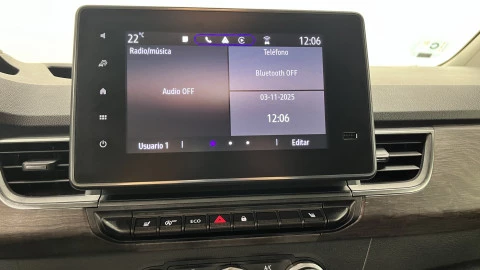 22°C 12:06
Radio/música Teléfono
Bluetooth OFF
Audio OFF
03-11-2025
12:06
Usuario 1 Editar
ECO